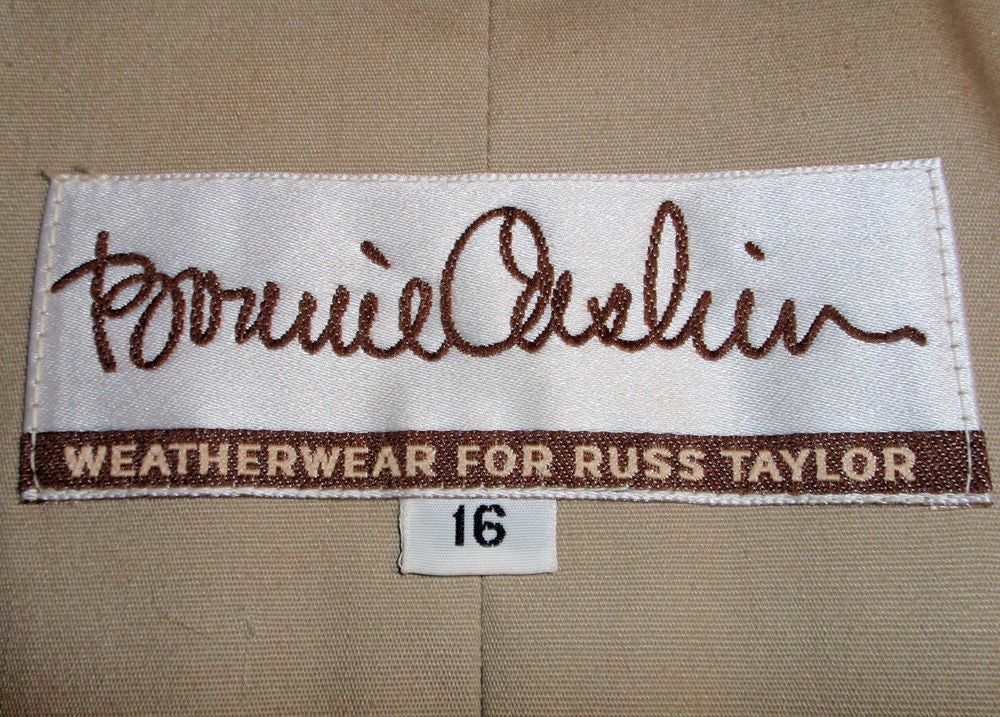 Bonnie Cashin
WEATHERWEAR FOR RUSS TAYLOR
16